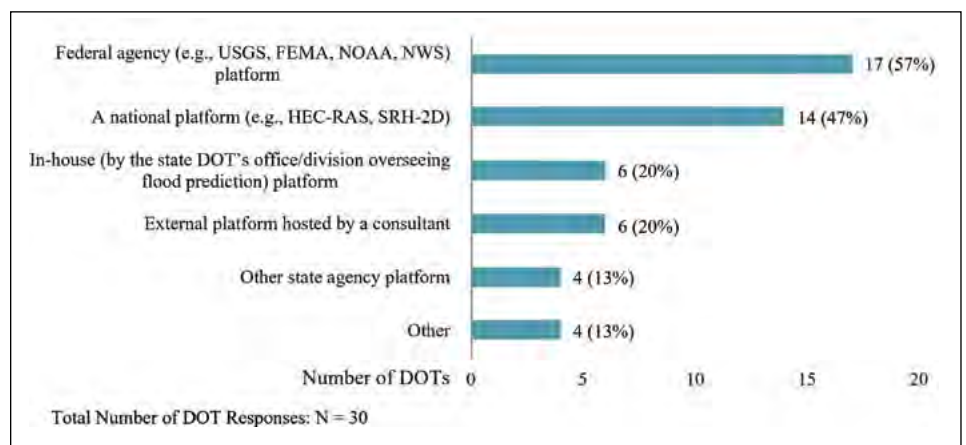 Federal agency (e.g., USGS, FEMA, NOAA, NWS)
platform
17 (57%)
A national platform (e.g., HEC-RAS, SRH-2D)
14 (47%)
In-house (by the state DOT's office/division overseeing
flood prediction) platform
6 (20%)
External platform hosted by a consultant
6 (20%)
Other state agency platform
4 (13%)
Other
4 (13%)
Number of DOTs 0 5 10 15 20
Total Number of DOT Responses: N = 30